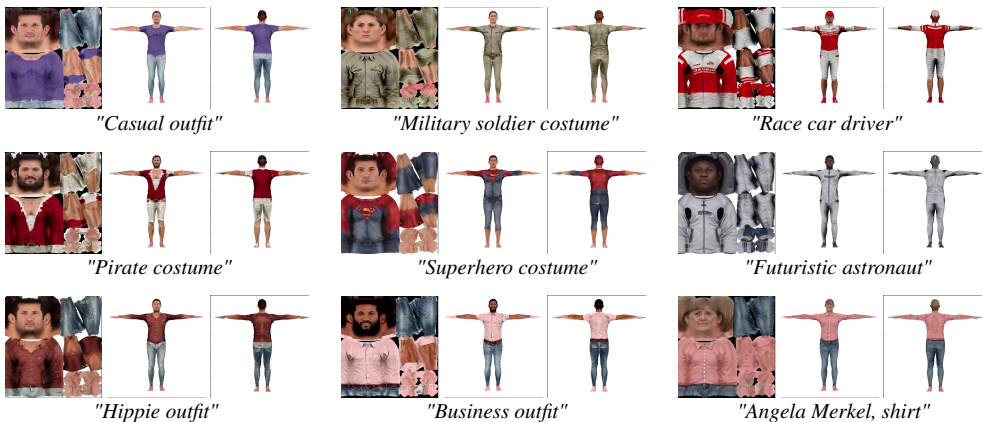 "Casual outfit"
"Military soldier costume"
"Race car driver"
"Pirate costume"
"Superhero costume"
"Futuristic astronaut"
"Hippie outfit"
"Business outfit"
"Angela Merkel, shirt"